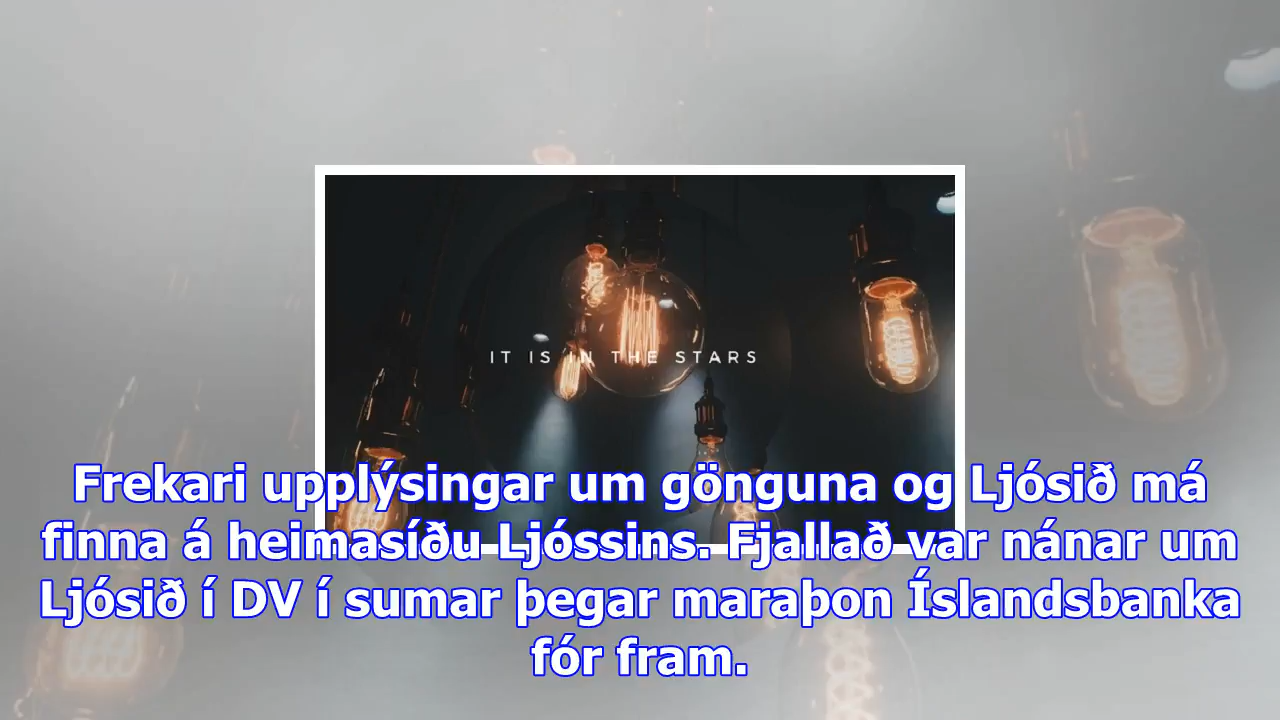 IT IS IN THE STARS
Frekari upplýsingar um gönguna og Ljósið má
finna á heimasíðu Ljóssins. Fjallað var nánar um
Ljósið í DV í sumar þegar maraþon Íslandsbanka
fór fram.